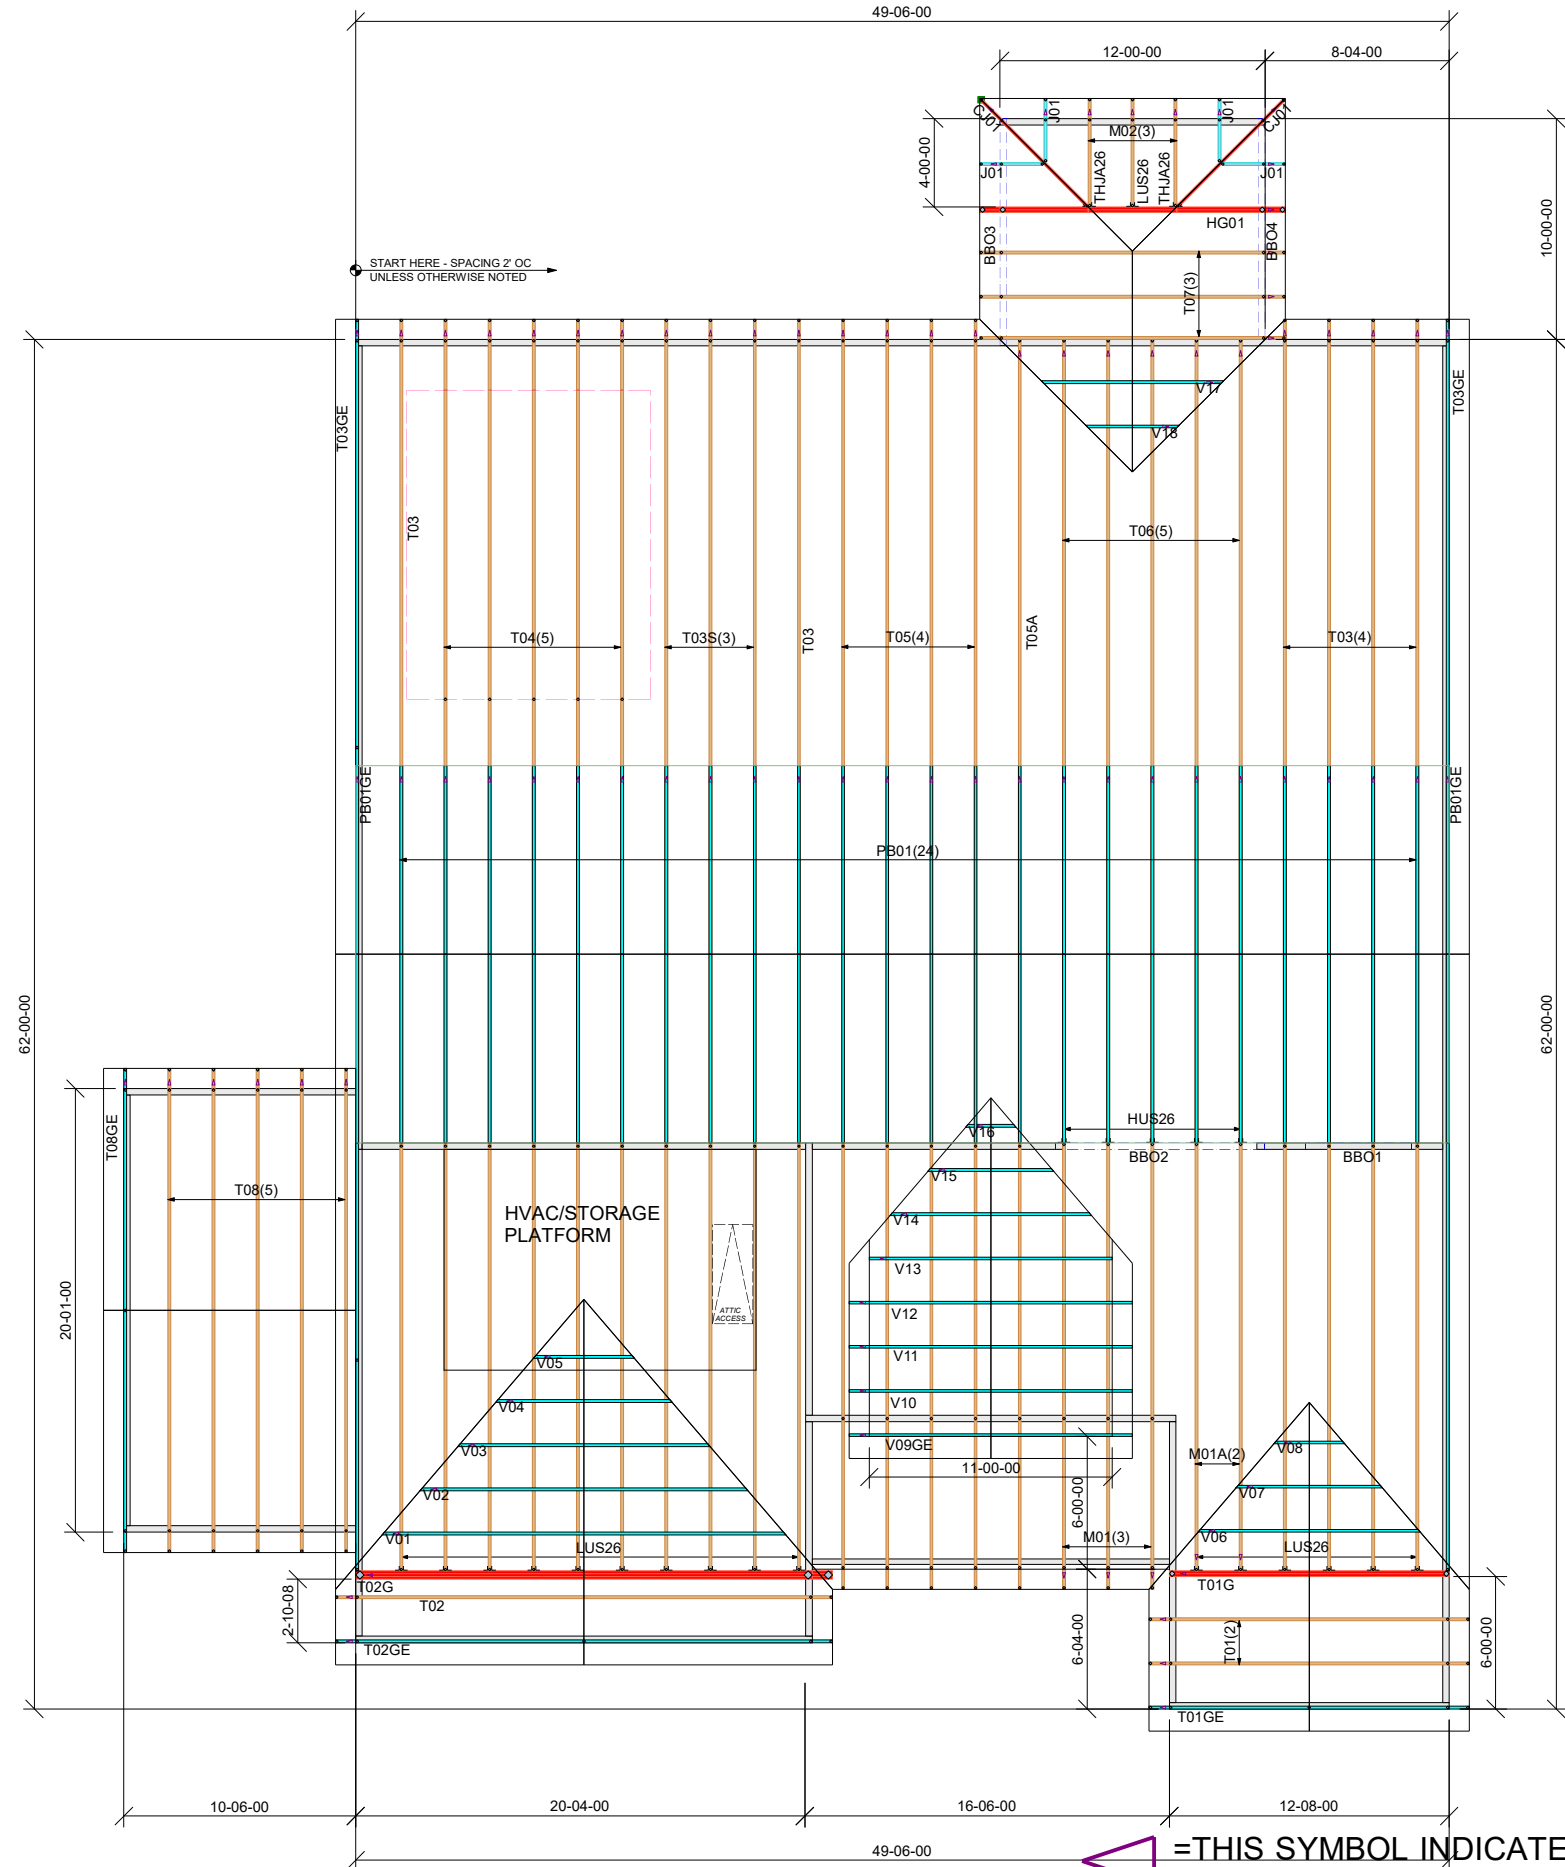 49-06-00
12-00-00
8-04-00
CJ01
J01
M02(3)
J01
CJ01
4-00-00
J01
THJA26
LUS26
THJA26
J01
HG01
10-00-00
BBO3
BBO4
START HERE - SPACING 2' OC
UNLESS OTHERWISE NOTED
T07(3)
T03GE
V17
T03GE
V18
T03
T06(5)
T04(5)
T03S(3)
T03
T05(4)
T05A
T03(4)
PB01GE
PB01GE
PB01(24)
62-00-00
62-00-00
T08GE
HUS26
V16
BBO2
BBO1
V15
T08(5)
HVAC/STORAGE
PLATFORM
V14
V13
ATTIC
ACCESS
V12
20-01-00
V11
V05
V10
V04
V09GE
V03
11-00-00
M01A(2)
V08
V02
V07
6-00-00
V01
LUS26
M01(3)
V06
LUS26
T02G
T01G
2-10-08
T02
T02GE
6-04-00
T01(2)
6-00-00
T01GE
10-06-00
20-04-00
16-06-00
12-08-00
49-06-00
=THIS SYMBOL INDICATE